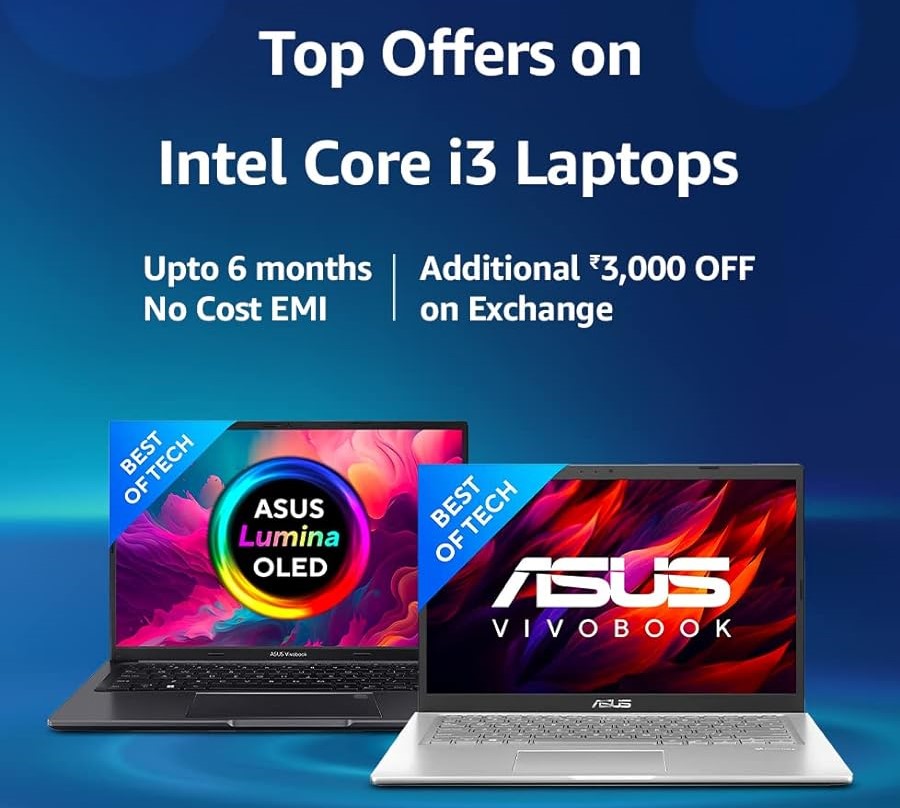 Top Offers on
Intel Core i3 Laptops
Upto 6 months
No Cost EMI
Additional ₹3,000 OFF
on Exchange
BEST
OF TECH
ASUS
Lumina
OLED
ASUS Vivobook
BEST
OF TECH
ASUS
VIVOBOOK
ASUS